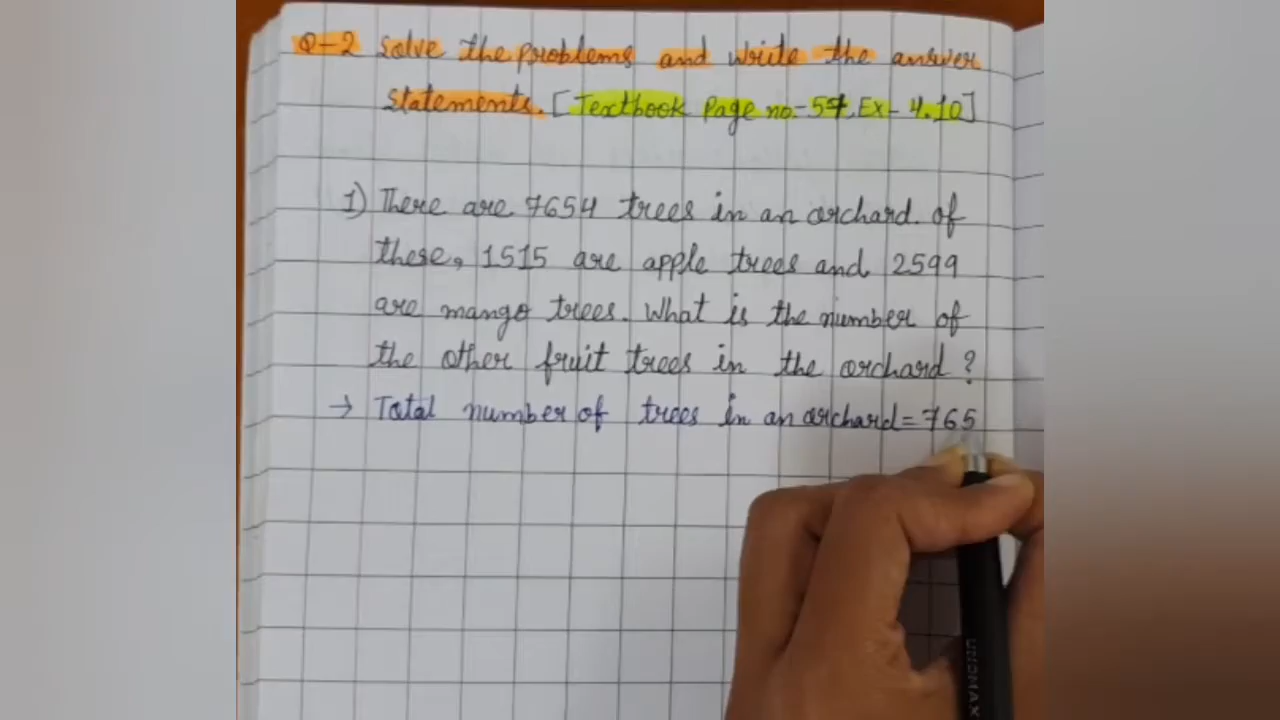 Q-2 Solve the problems and write the answer
statements. [Textbook Page no.-54, Ex- 4.10]
1) There are 7654 trees in an orchard. of
these, 1515 are apple trees and 2599
are mango trees. What is the number of
the other fruit trees in the orchard?
→ Total number of trees in an orchard = 765
UNOMAX